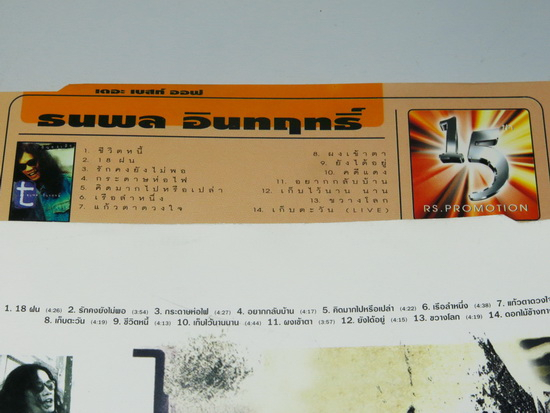 เดอะ เบสท์ ออฟ
ธนพล อินทฤทธิ์
1. ชีวิตหนี้
2. 18 ฝน
3. รักคงยังไม่พอ
4. กระดาษห่อไฟ
5. คิดมากไปหรือเปล่า
6. เรือลำหนึ่ง
7. แก้วตาดวงใจ
8. ผงเข้าตา
9. ยังได้อยู่
10. คดีแดง
11. อยากกลับบ้าน
12. เก็บไว้นาน นาน
13. ขวางโลก
14. เก็บตะวัน (LIVE)
15
RS.PROMOTION
1. 18 ฝน (4:26) 2. รักคงยังไม่พอ (3:54) 3. กระดาษห่อไฟ (4:27) 4. อยากกลับบ้าน (4:17) 5. คิดมากไปหรือเปล่า (4:22) 6. เรือลำหนึ่ง (4:38) 7. แก้วตาดวงใ
8. เก็บตะวัน (4:19) 9. ชีวิตหนี้ (4:13) 10. เก็บไว้นานนาน (4:44) 11. ผงเข้าตา (3:57) 12. ยังได้อยู่ (4:15) 13. ขวางโลก (4:19) 14. ดอกไม้ข้างทา